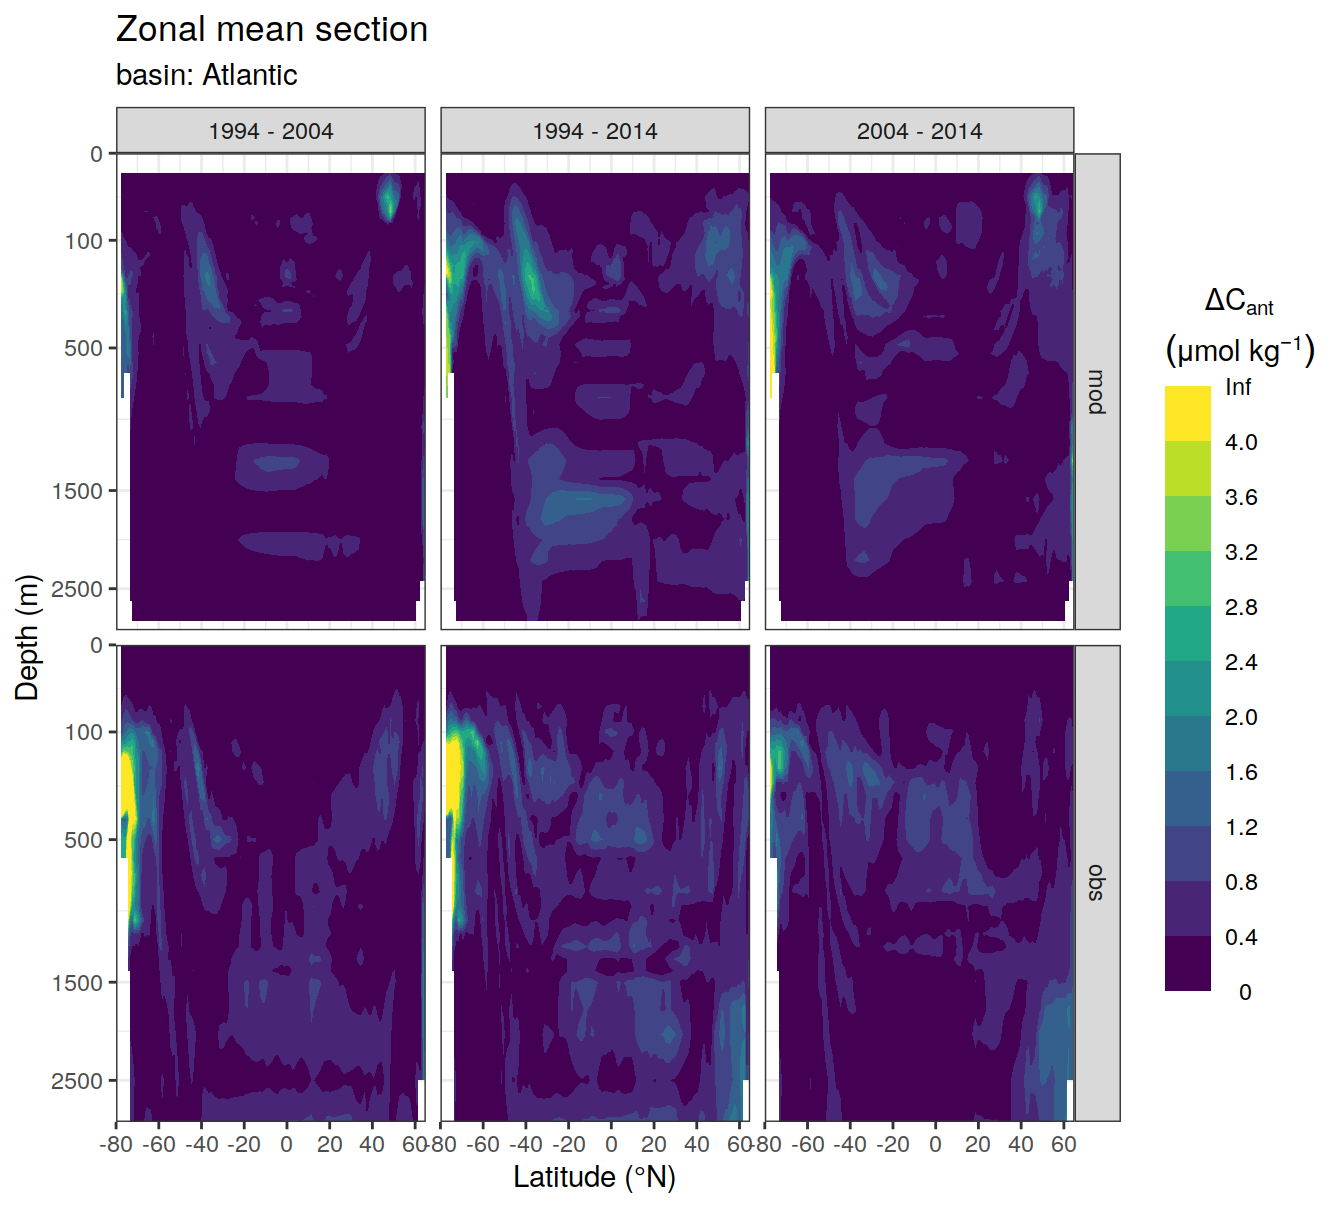 Zonal mean section
basin: Atlantic
1994 - 2004
1994 - 2014
2004 - 2014
0
100
500
1500
2500
mod
0
100
500
1500
2500
obs
Depth (m)
-80 -60 -40 -20 0 20 40 60
-80 -60 -40 -20 0 20 40 60
-80 -60 -40 -20 0 20 40 60
Latitude (°N)
ΔCant
(μmol kg⁻¹)
Inf
4.0
3.6
3.2
2.8
2.4
2.0
1.6
1.2
0.8
0.4
0